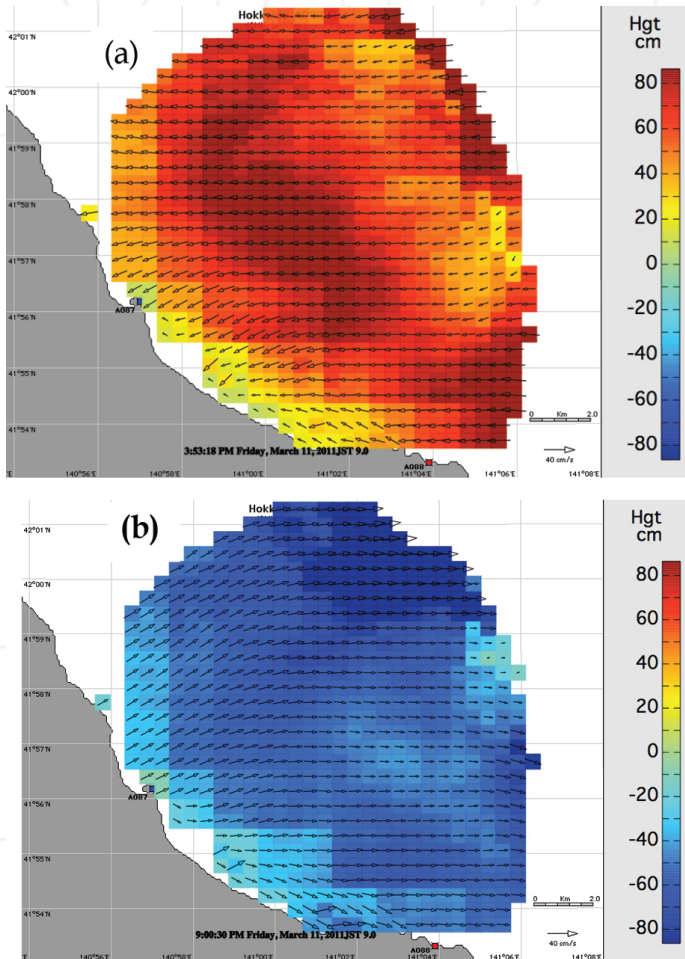 Hokk
(a)
42°01'N
42°00'N
41°59'N
41°58'N
41°57'N
41°56'N
41°55'N
41°54'N
A087
A088
3:53:18 PM Friday, March 11, 2011JST 9.0
140°56'E
140°58'E
141°00'E
141°02'E
141°04'E
141°06'E
141°08'E
0 Km 2.0
40 cm/s
Hgt
cm
80
60
40
20
0
-20
-40
-60
-80
Hokk
(b)
42°01'N
42°00'N
41°59'N
41°58'N
41°57'N
41°56'N
41°55'N
41°54'N
A087
A088
9:00:30 PM Friday, March 11, 2011JST 9.0
140°56'E
140°58'E
141°00'E
141°02'E
141°04'E
141°06'E
141°08'E
0 Km 2.0
40 cm/s
Hgt
cm
80
60
40
20
0
-20
-40
-60
-80